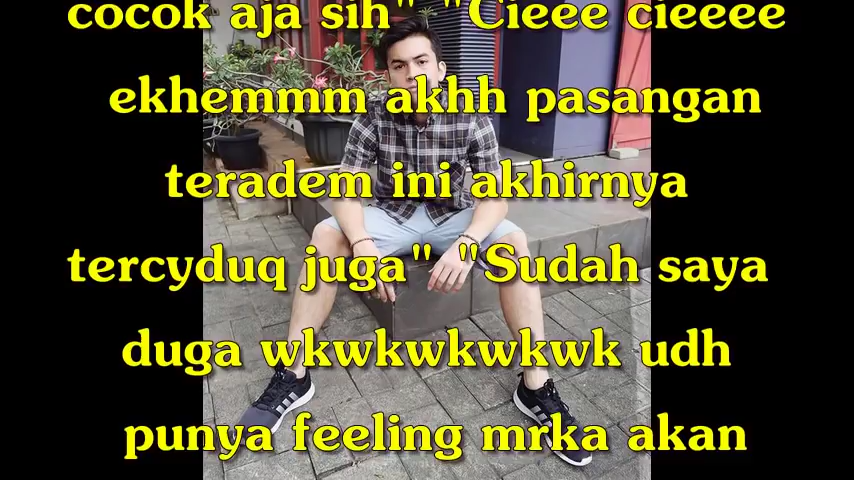 cocok aja sih" "Cieee cieeee
ekhemmm akhh pasangan
teradem ini akhirnya
tercyduq juga" "Sudah saya
duga wkwkwkwkwkwk udh
punya feeling mrka akan